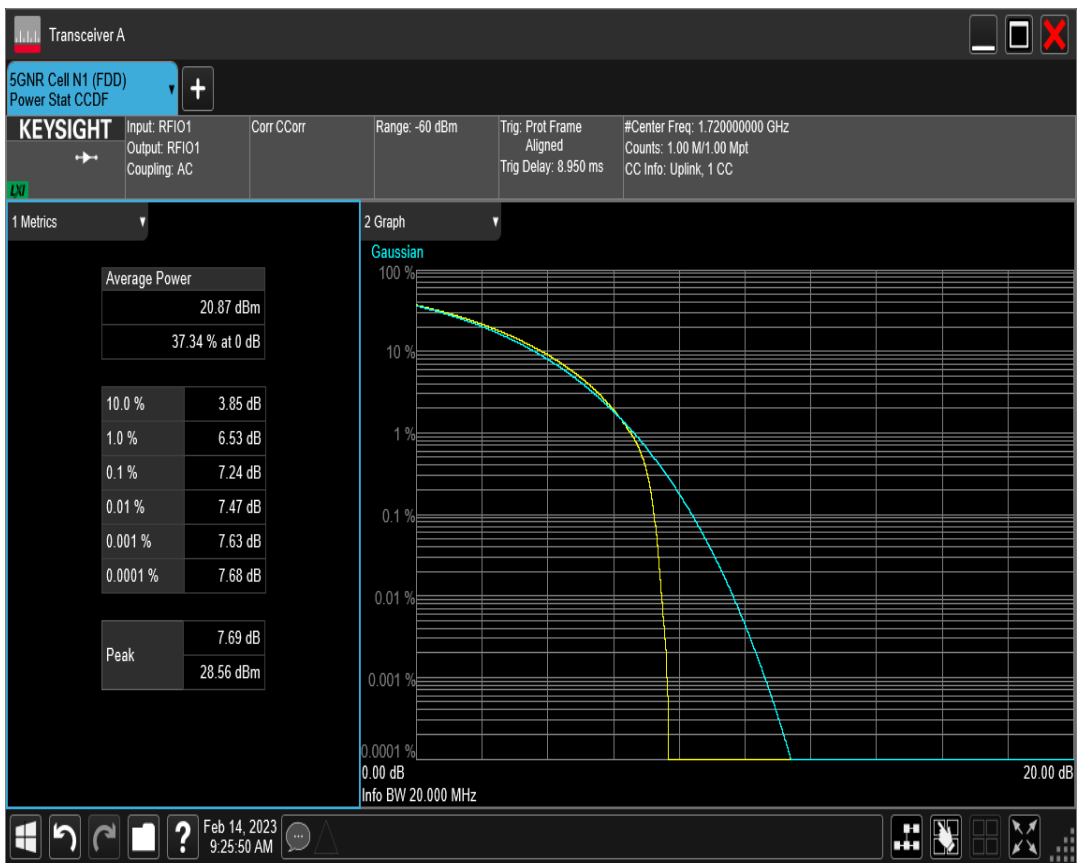 Transceiver A
5GNR Cell N1 (FDD)
Power Stat CCDF
KEYSIGHT
LXI
Input: RFIO1
Output: RFIO1
Coupling: AC
Corr CCorr
Range: -60 dBm
Trig: Prot Frame
Aligned
Trig Delay: 8.950 ms
#Center Freq: 1.720000000 GHz
Counts: 1.00 M/1.00 Mpt
CC Info: Uplink, 1 CC
1 Metrics
Average Power
20.87 dBm
37.34 % at 0 dB
10.0 % 3.85 dB
1.0 % 6.53 dB
0.1 % 7.24 dB
0.01 % 7.47 dB
0.001 % 7.63 dB
0.0001 % 7.68 dB
Peak
7.69 dB
28.56 dBm
2 Graph
Gaussian
100 %
10 %
1 %
0.1 %
0.01 %
0.001 %
0.0001 %
0.00 dB 20.00 dB
Info BW 20.000 MHz
?
Feb 14, 2023
9:25:50 AM